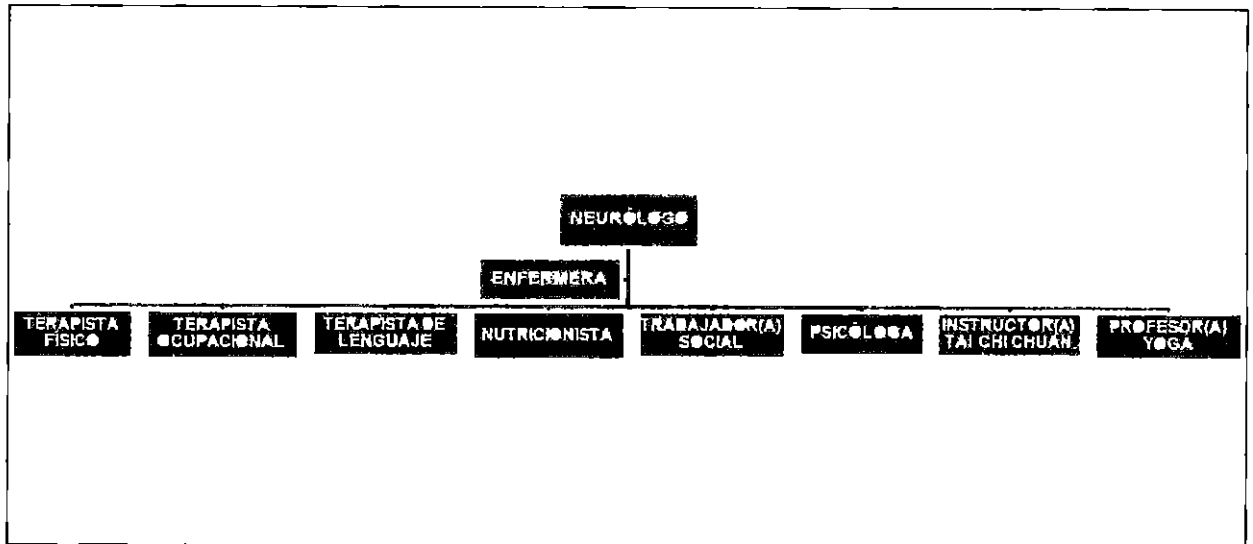 NEURÓLOGO
ENFERMERA
TERAPISTA
FÍSICO
TERAPISTA
OCUPACIONAL
TERAPISTA DE
LENGUAJE
NUTRICIONISTA
TRABAJADOR(A)
SOCIAL
PSICÓLOGA
INSTRUCTOR(A)
TAI CHI CHUAN
PROFESOR(A)
YOGA